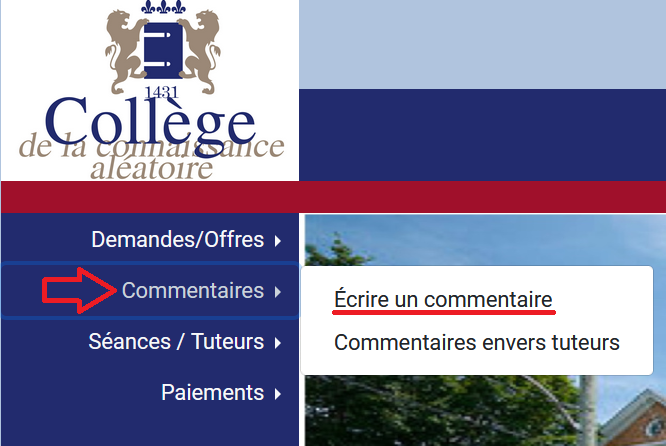 1431
Collège
de la connaissance
aléatoire
Demandes/Offres
Commentaires
Écrire un commentaire
Séances / Tuteurs
Commentaires envers tuteurs
Paiements